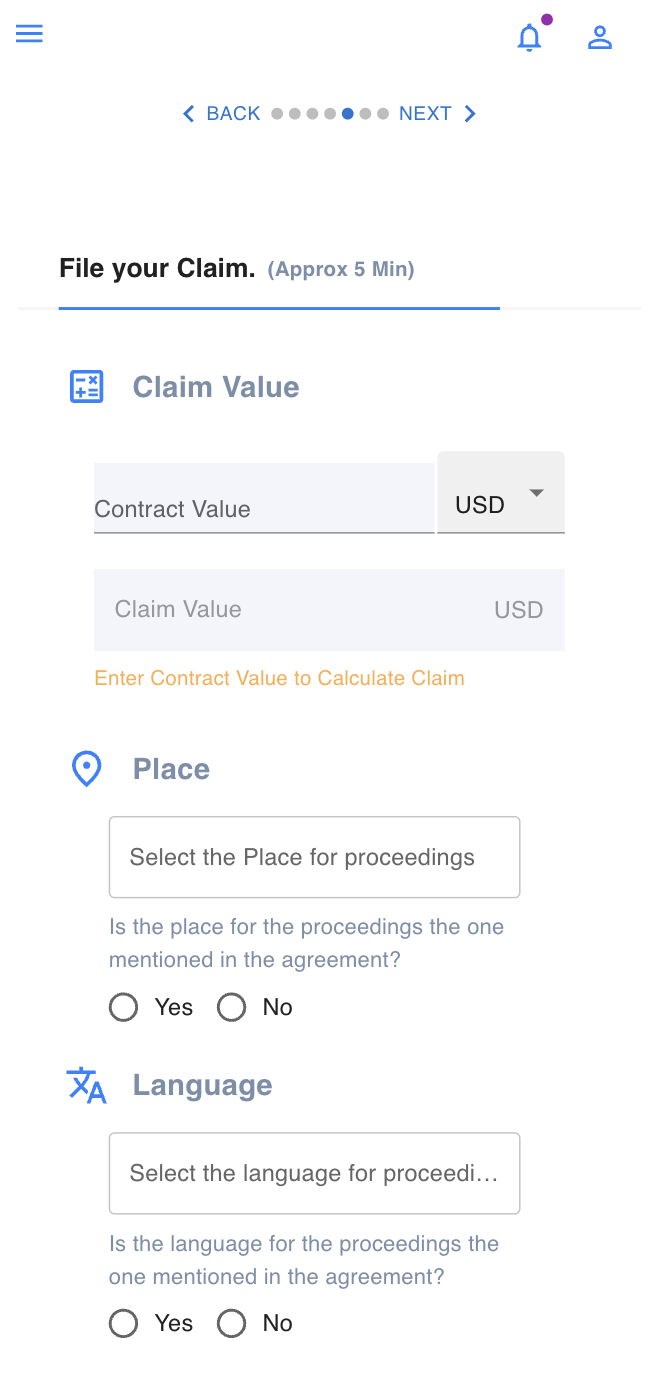 BACK NEXT
File your Claim. (Approx 5 Min)
Claim Value
Contract Value USD
Claim Value USD
Enter Contract Value to Calculate Claim
Place
Select the Place for proceedings
Is the place for the proceedings the one
mentioned in the agreement?
Yes No
Language
Select the language for proceedi...
Is the language for the proceedings the
one mentioned in the agreement?
Yes No